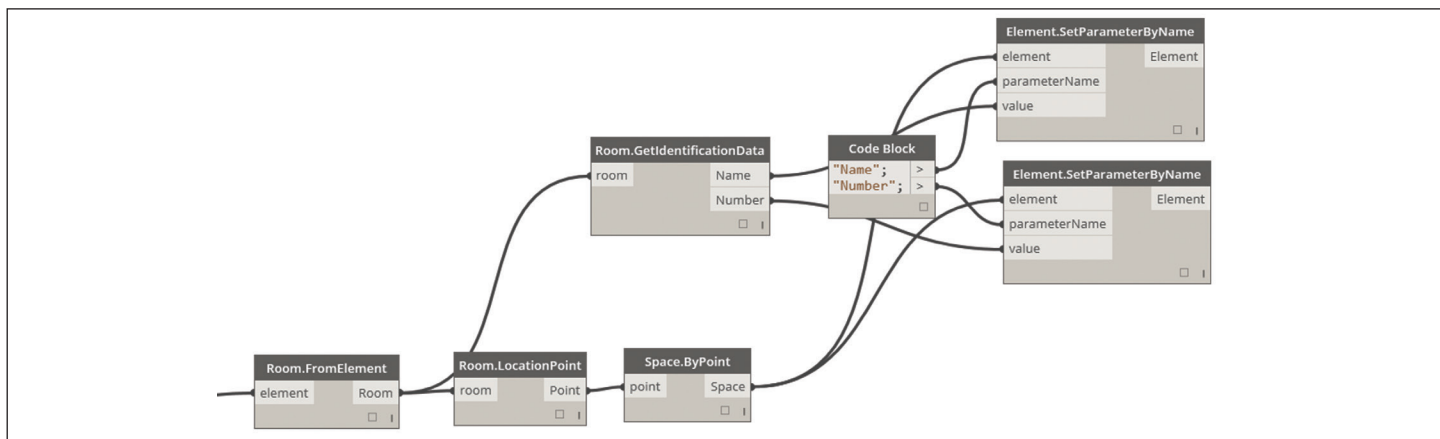 Element.SetParameterByName
element Element
parameterName
value
Room.GetIdentificationData
room Name
Number
Code Block
"Name"; >
"Number"; >
Element.SetParameterByName
element Element
parameterName
value
Room.FromElement
element Room
Room.LocationPoint
room Point
Space.ByPoint
point Space